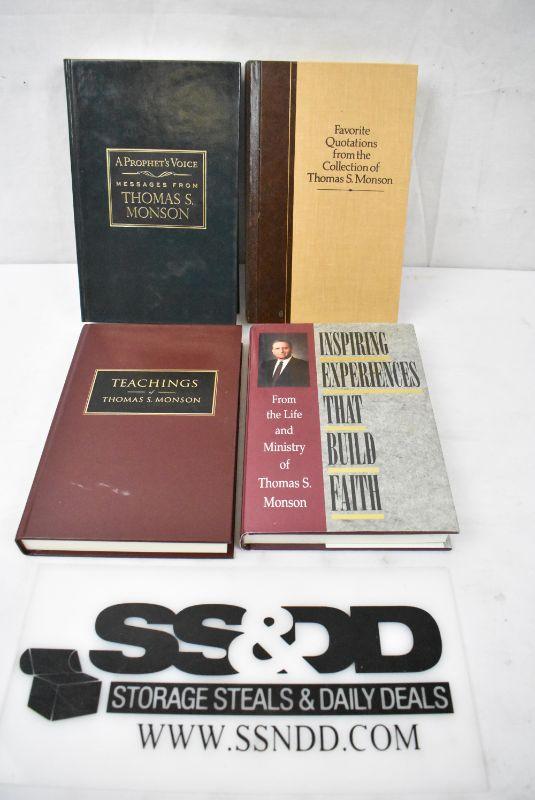 A PROPHET'S VOICE
MESSAGES FROM
THOMAS S.
MONSON
Favorite
Quotations
from the
Collection of
Thomas S. Monson
TEACHINGS
of
THOMAS S. MONSON
From
the Life
and
Ministry
of
Thomas S.
Monson
INSPIRING
EXPERIENCES
THAT
BUILD
FAITH
SS&DD
STORAGE STEALS & DAILY DEALS
WWW.SSNDD.COM